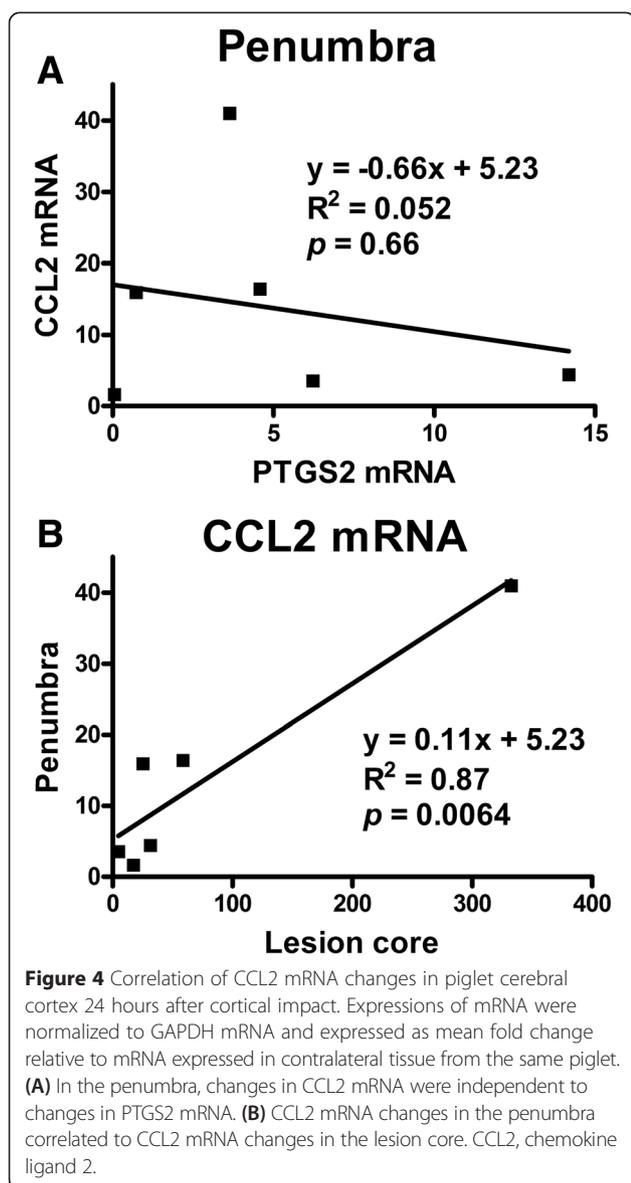 Penumbra
A
CCL2 mRNA
40
30
20
10
0
y = -0.66x + 5.23
R² = 0.052
p = 0.66
0 5 10 15
PTGS2 mRNA
B
CCL2 mRNA
Penumbra
40
30
20
10
0
y = 0.11x + 5.23
R² = 0.87
p = 0.0064
0 100 200 300 400
Lesion core
Figure 4 Correlation of CCL2 mRNA changes in piglet cerebral
cortex 24 hours after cortical impact. Expressions of mRNA were
normalized to GAPDH mRNA and expressed as mean fold change
relative to mRNA expressed in contralateral tissue from the same piglet.
(A) In the penumbra, changes in CCL2 mRNA were independent to
changes in PTGS2 mRNA. (B) CCL2 mRNA changes in the penumbra
correlated to CCL2 mRNA changes in the lesion core. CCL2, chemokine
ligand 2.